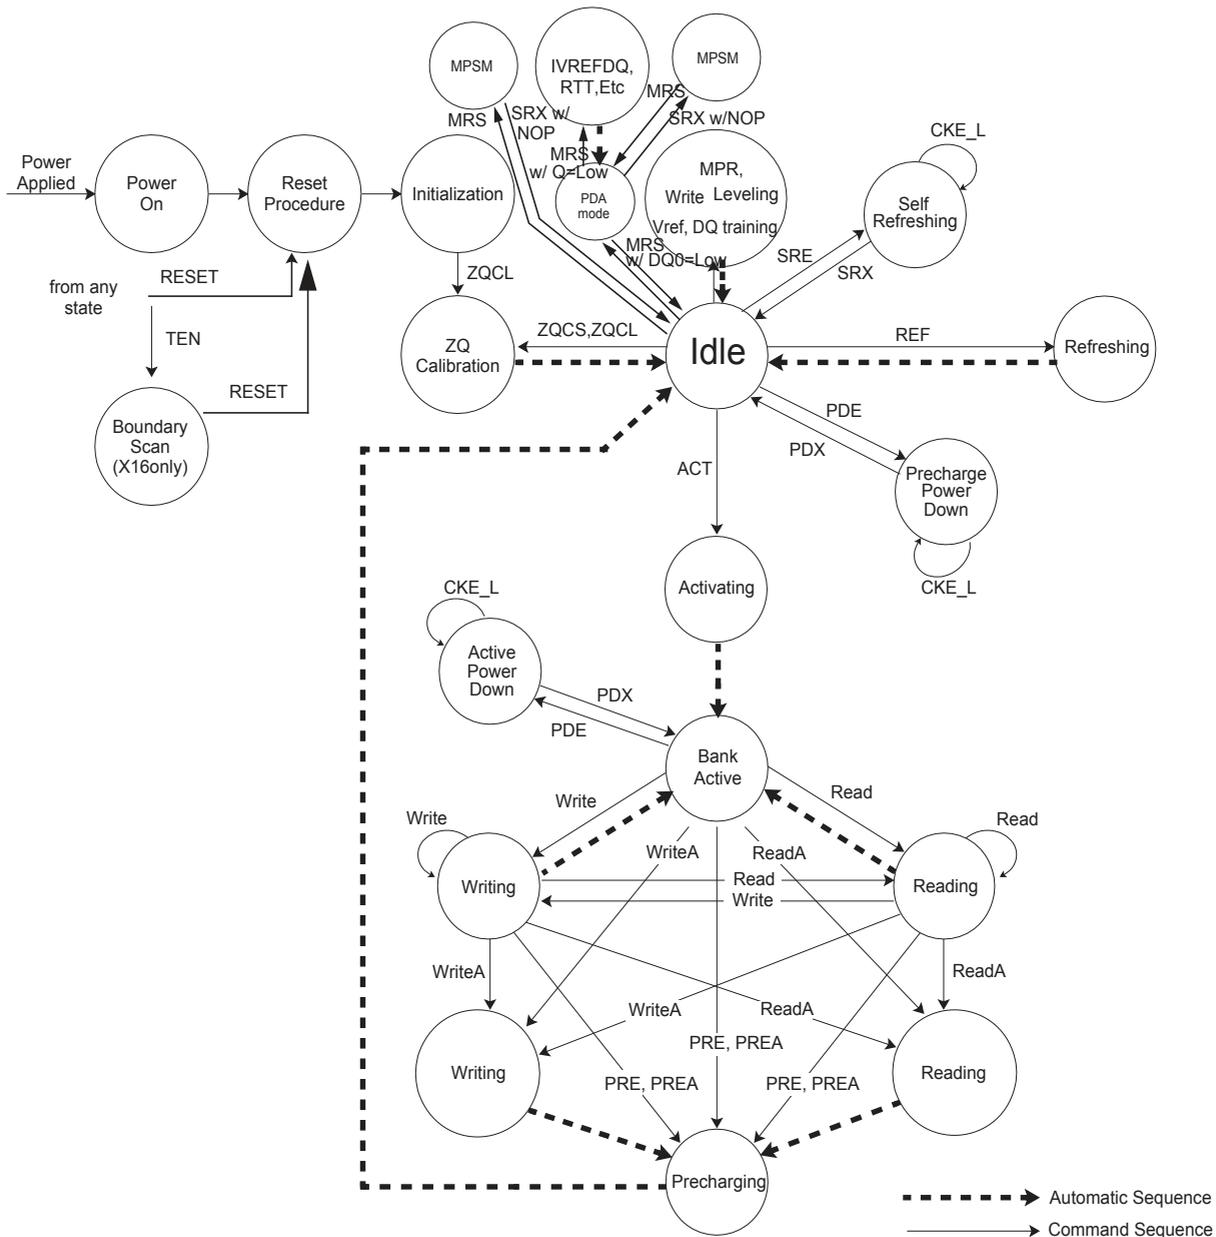 MPSM
IVREFDQ,
RTT,Etc
MPSM
MRS
SRX w/
NOP
MRS
SRX w/NOP
CKE_L
Power
Applied
Power
On
Reset
Procedure
Initialization
MRS
w/ Q=Low
PDA
mode
MPR,
Write Leveling
Vref, DQ training
Self
Refreshing
MRS
w/ DQ0=Low
SRE
SRX
from any
state
RESET
ZQCL
TEN
RESET
ZQ
Calibration
ZQCS,ZQCL
Idle
REF
Refreshing
Boundary
Scan
(X16only)
PDE
PDX
ACT
Precharge
Power
Down
CKE_L
Activating
CKE_L
Active
Power
Down
PDX
PDE
Bank
Active
Write
Read
Write
Read
WriteA
ReadA
Writing
Read
Write
Reading
WriteA
ReadA
WriteA
ReadA
PRE, PREA
Writing
PRE, PREA
PRE, PREA
Reading
Precharging
Automatic Sequence
Command Sequence